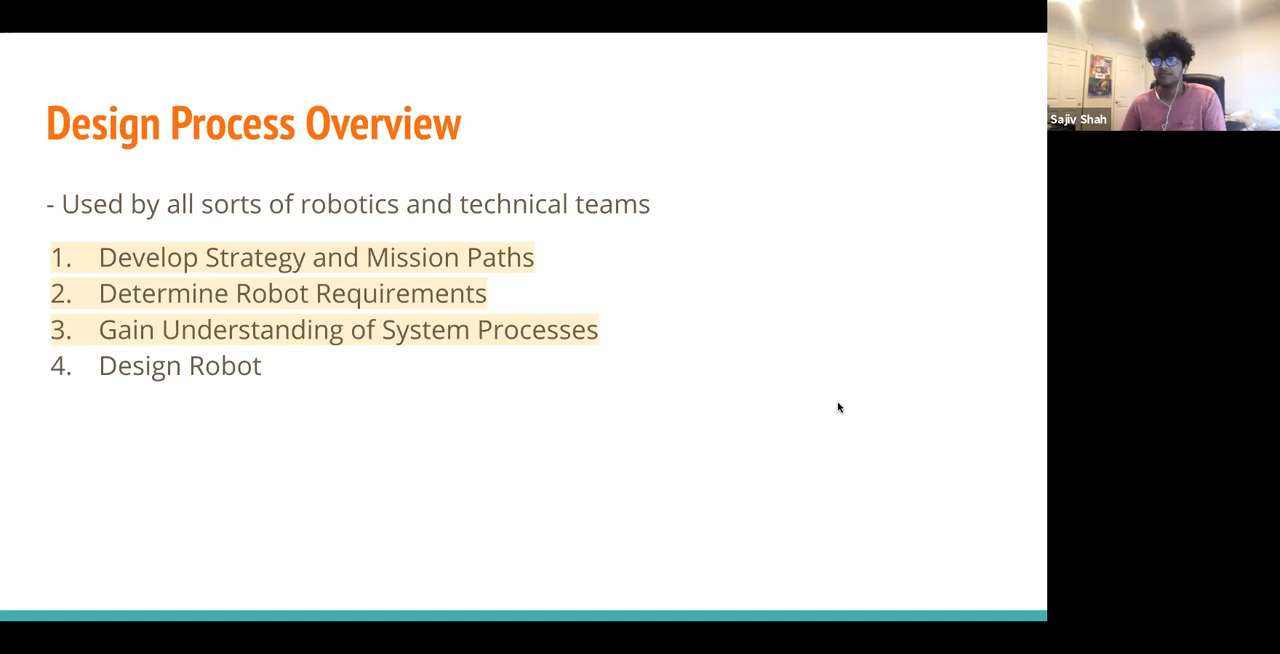 Design Process Overview
- Used by all sorts of robotics and technical teams
1. Develop Strategy and Mission Paths
2. Determine Robot Requirements
3. Gain Understanding of System Processes
4. Design Robot
Sajiv Shah